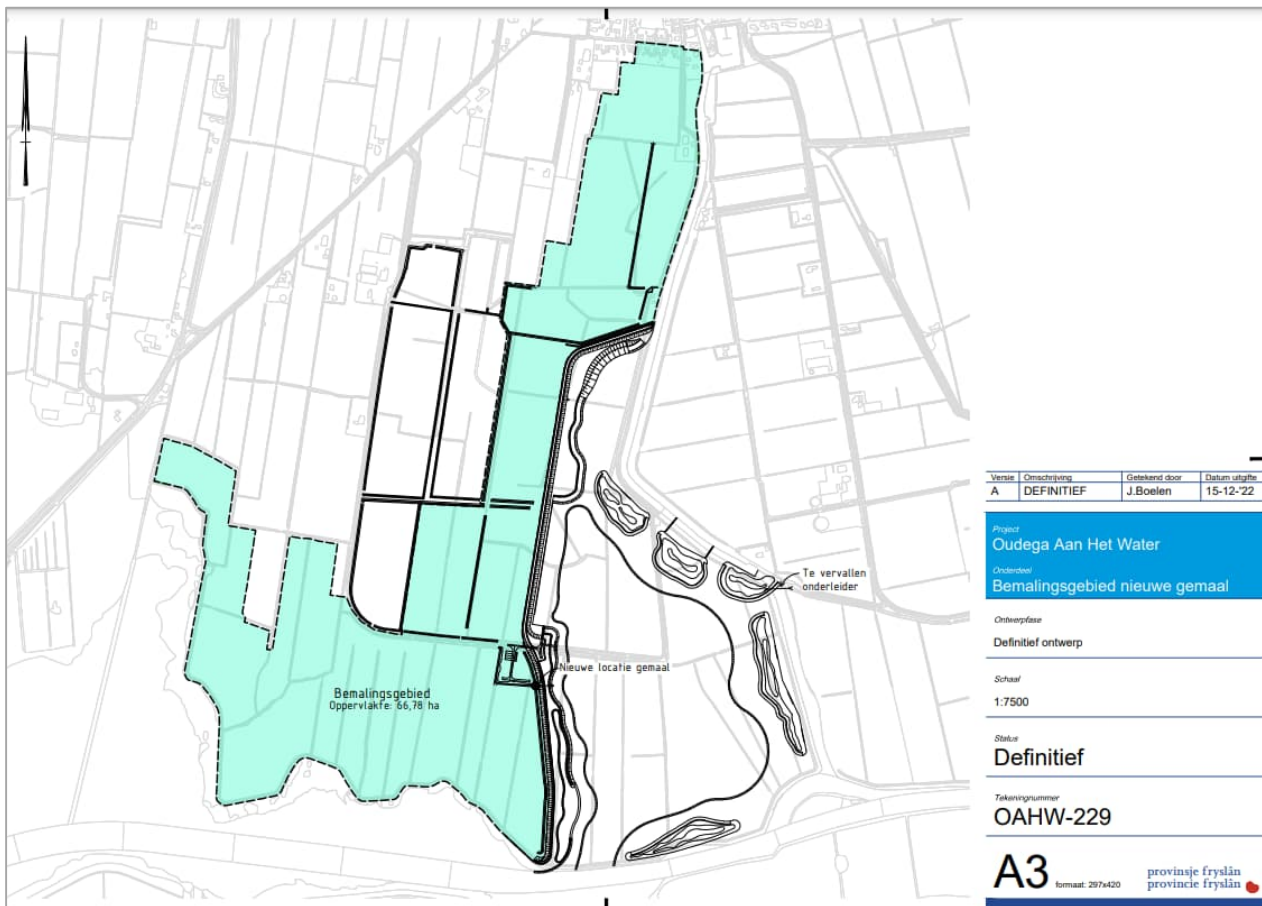 Te vervallen
onderleider
Nieuwe locatie gemaal
Bemalingsgebied
Oppervlakte: 66,78 ha
Versie Omschrijving Getekend door Datum uitgifte
A DEFINITIEF J.Boelen 15-12-'22
Project
Oudega Aan Het Water
Onderdeel
Bemalingsgebied nieuwe gemaal
Ontwerpfase
Definitief ontwerp
Schaal
1:7500
Status
Definitief
Tekeningnummer
OAHW-229
A3 formaat: 297x420
provinsje fryslân
provincie fryslân